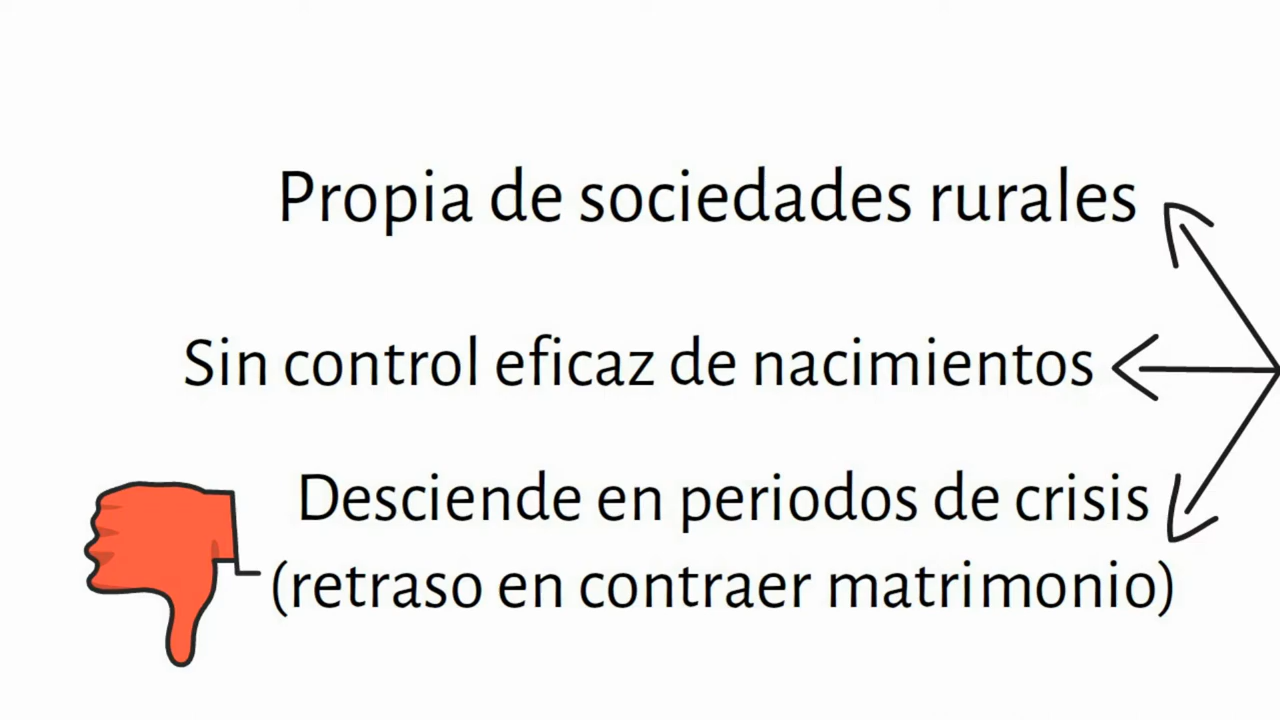 Propia de sociedades rurales
Sin control eficaz de nacimientos
Desciende en periodos de crisis
(retraso en contraer matrimonio)